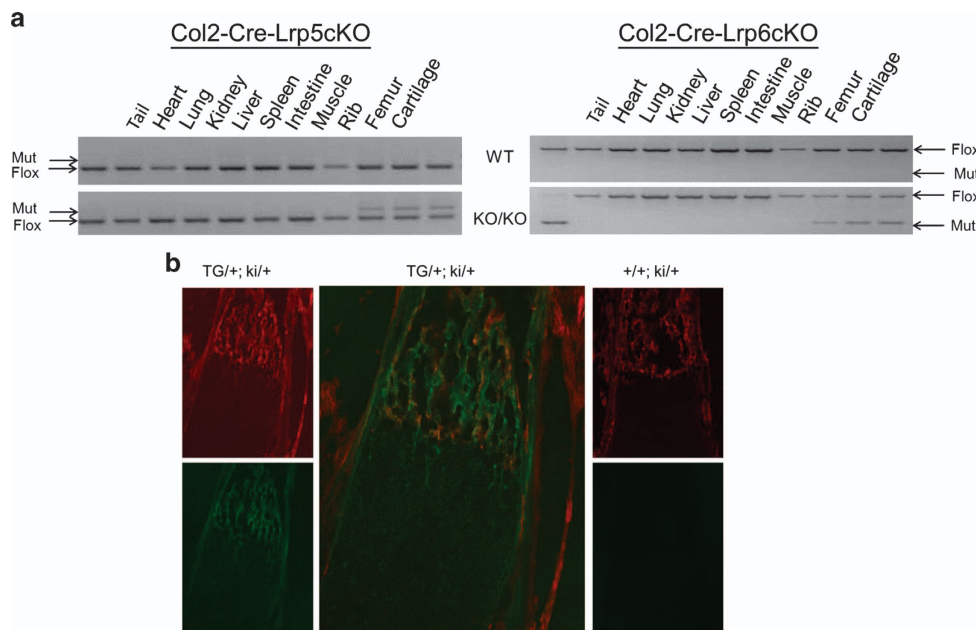 a
Col2-Cre-Lrp5cKO
Col2-Cre-Lrp6cKO
Tail
Heart
Lung
Kidney
Liver
Spleen
Intestine
Muscle
Rib
Femur
Cartilage
Tail
Heart
Lung
Kidney
Liver
Spleen
Intestine
Muscle
Rib
Femur
Cartilage
Mut
Flox
WT
Flox
Mut
Mut
Flox
KO/KO
Flox
Mut
b
TG/+; ki/+
TG/+; ki/+
+/+; ki/+